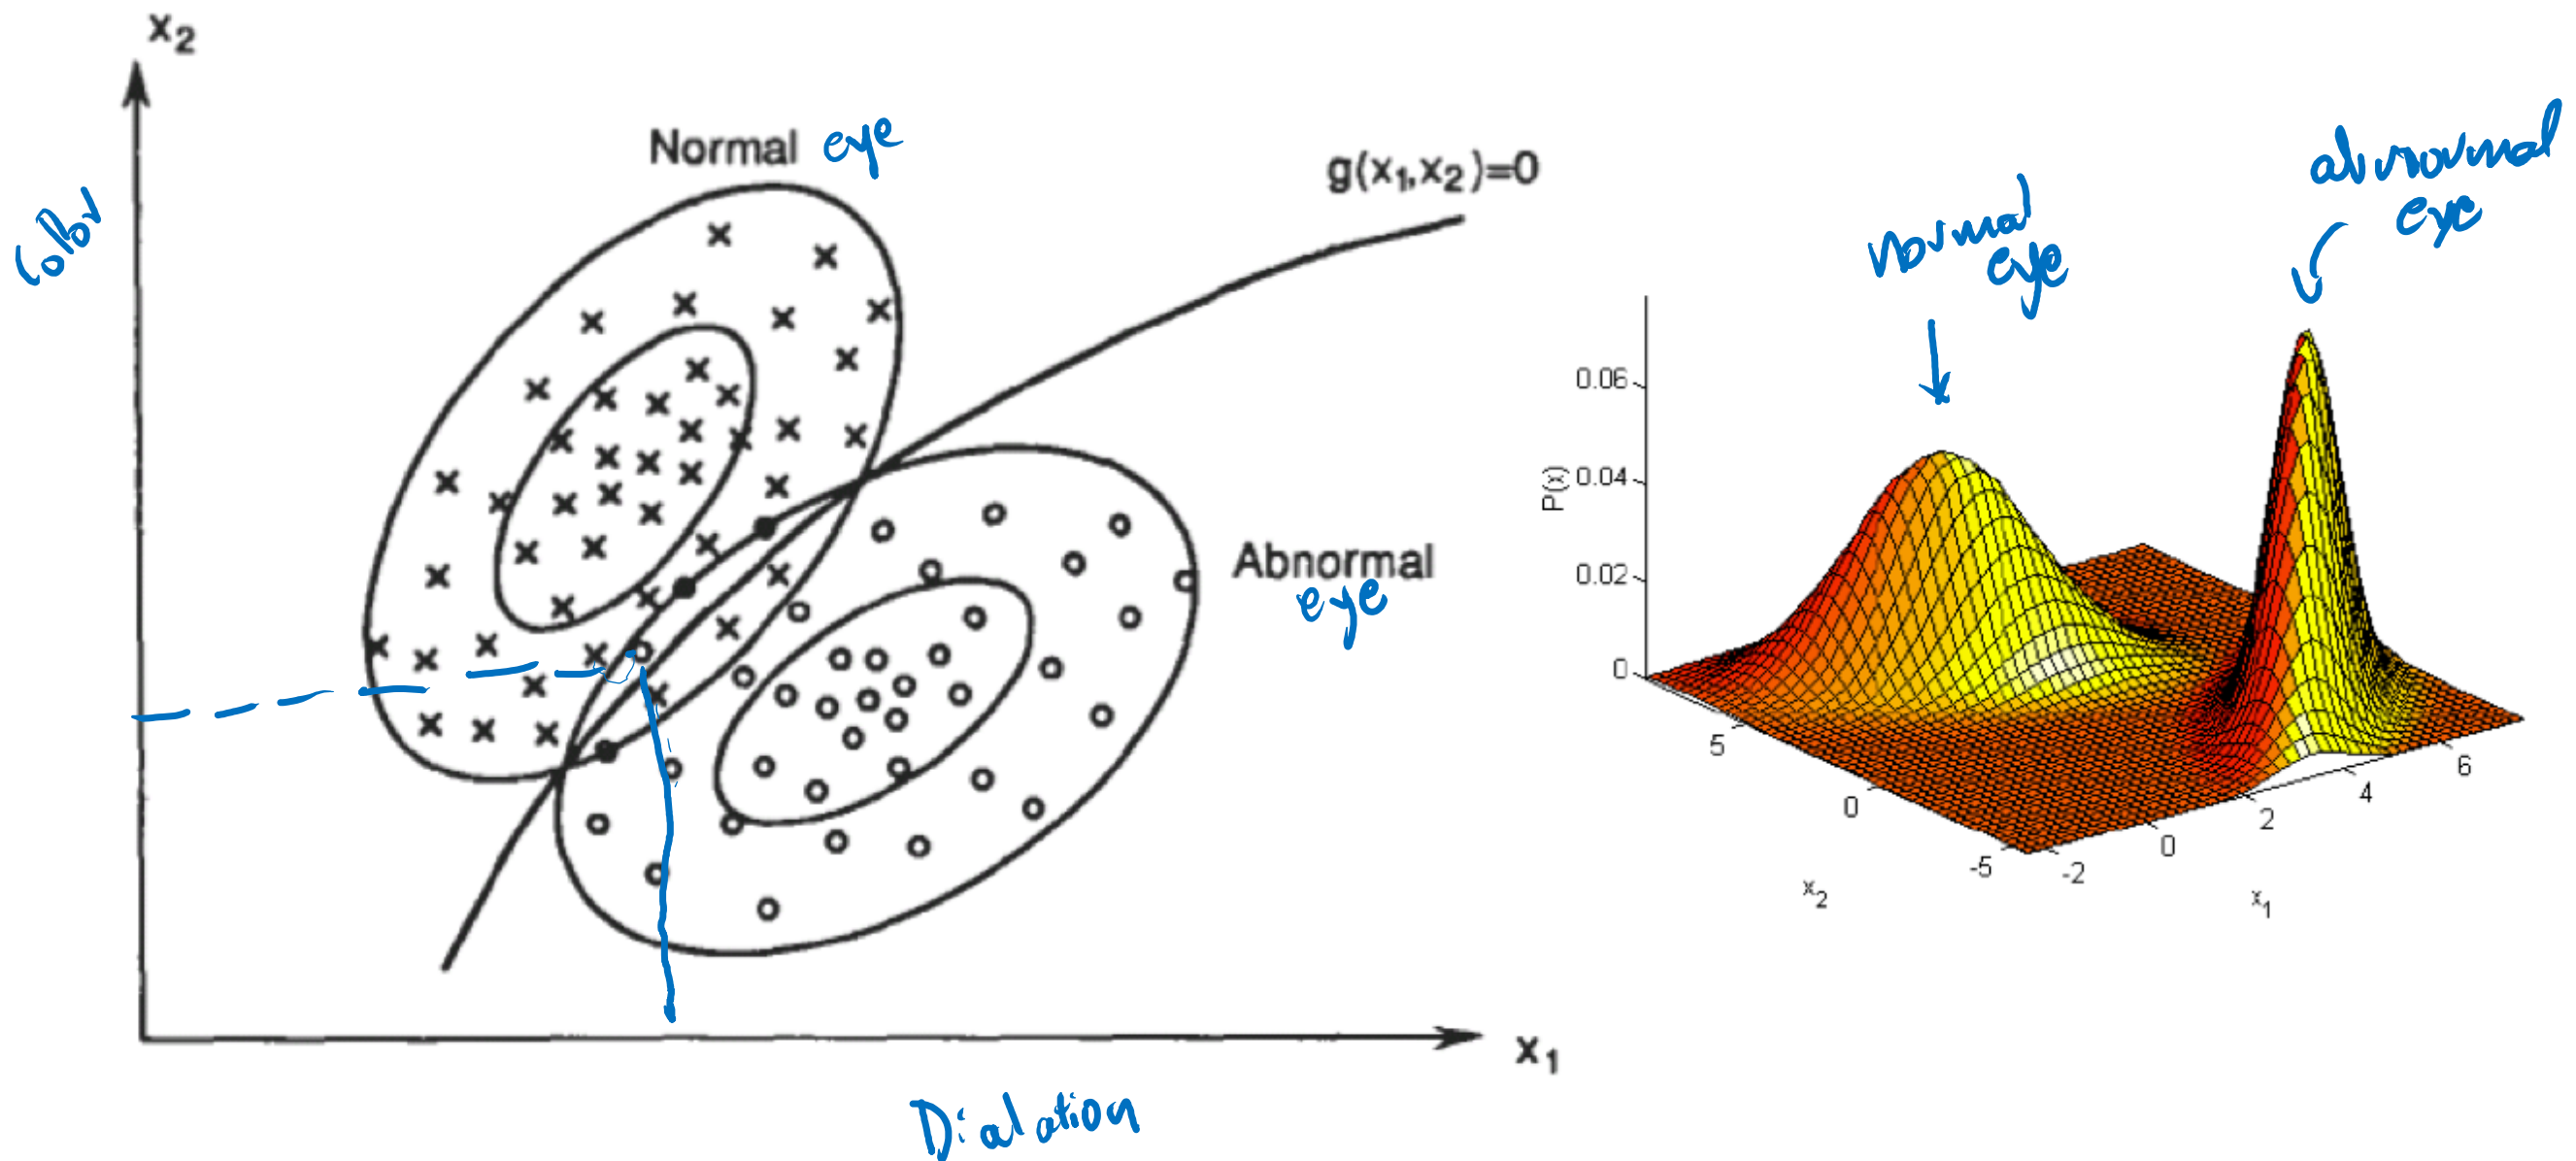 x₂
Color
Normal eye
g(x₁,x₂)=0
Abnormal
eye
x₁
Dialation
normal
eye
abnormal
eye
P(x)
0.06
0.04
0.02
0
5
0
-5
x₂
-2
0
2
4
6
x₁